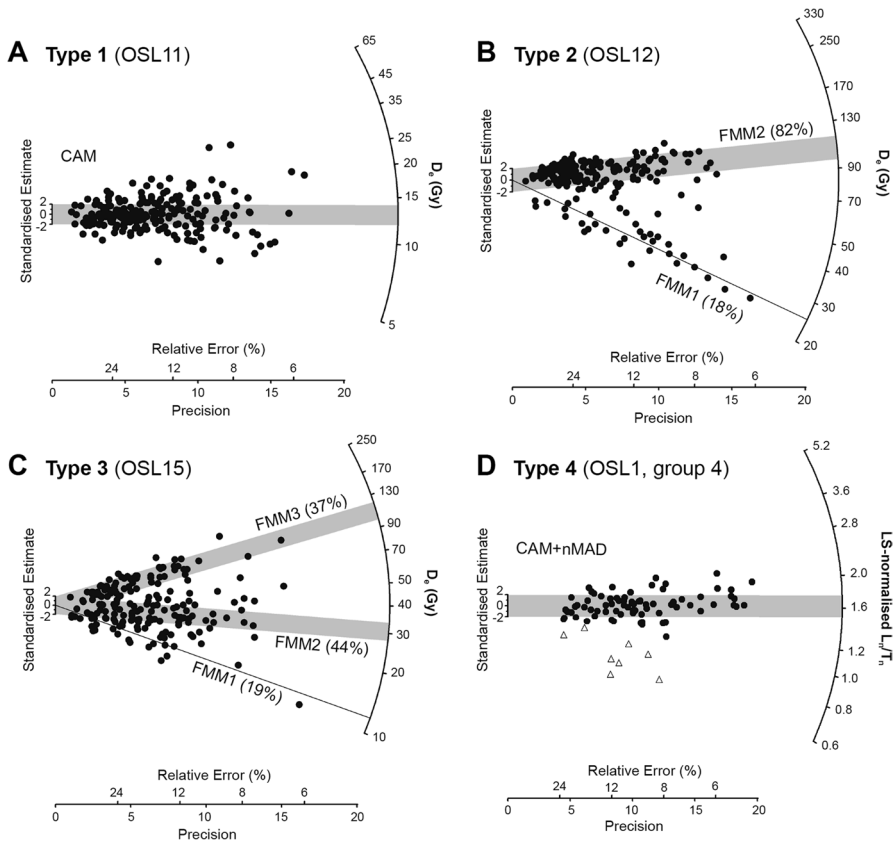 A Type 1 (OSL11)
65
45
35
25
20
15
10
5
De (Gy)
CAM
Standardised Estimate
2
0
-2
Relative Error (%)
24 12 8 6
0 5 10 15 20
Precision
B Type 2 (OSL12)
330
250
170
130
90
70
50
40
30
20
De (Gy)
FMM2 (82%)
FMM1 (18%)
Standardised Estimate
2
0
-2
Relative Error (%)
24 12 8 6
0 5 10 15 20
Precision
C Type 3 (OSL15)
250
170
130
90
70
50
40
30
20
10
De (Gy)
FMM3 (37%)
FMM2 (44%)
FMM1 (19%)
Standardised Estimate
2
0
-2
Relative Error (%)
24 12 8 6
0 5 10 15 20
Precision
D Type 4 (OSL1, group 4)
5.2
3.6
2.8
2.0
1.6
1.2
1.0
0.8
0.6
LS-normalised Ln/Tn
CAM+nMAD
Standardised Estimate
2
0
-2
Relative Error (%)
24 12 8 6
0 5 10 15 20
Precision